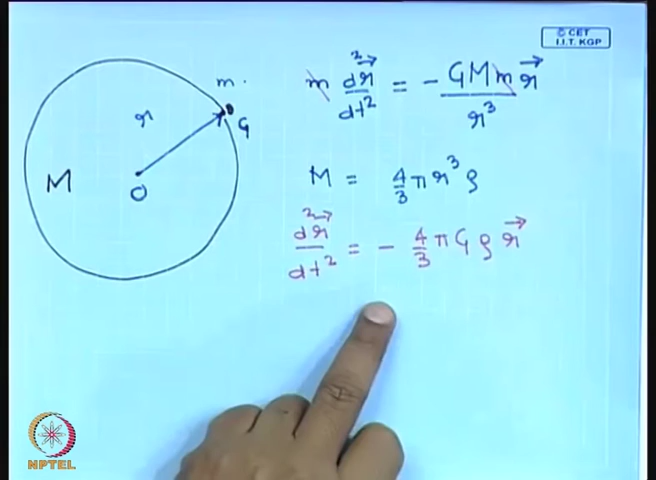 © CET
I.I.T. KGP
m d²r⃗/dt² = - GMm r⃗/r³
m.
r
G
M
O
M = 4/3 π r³ ρ
d²r⃗/dt² = - 4/3 π G ρ r⃗
NPTEL